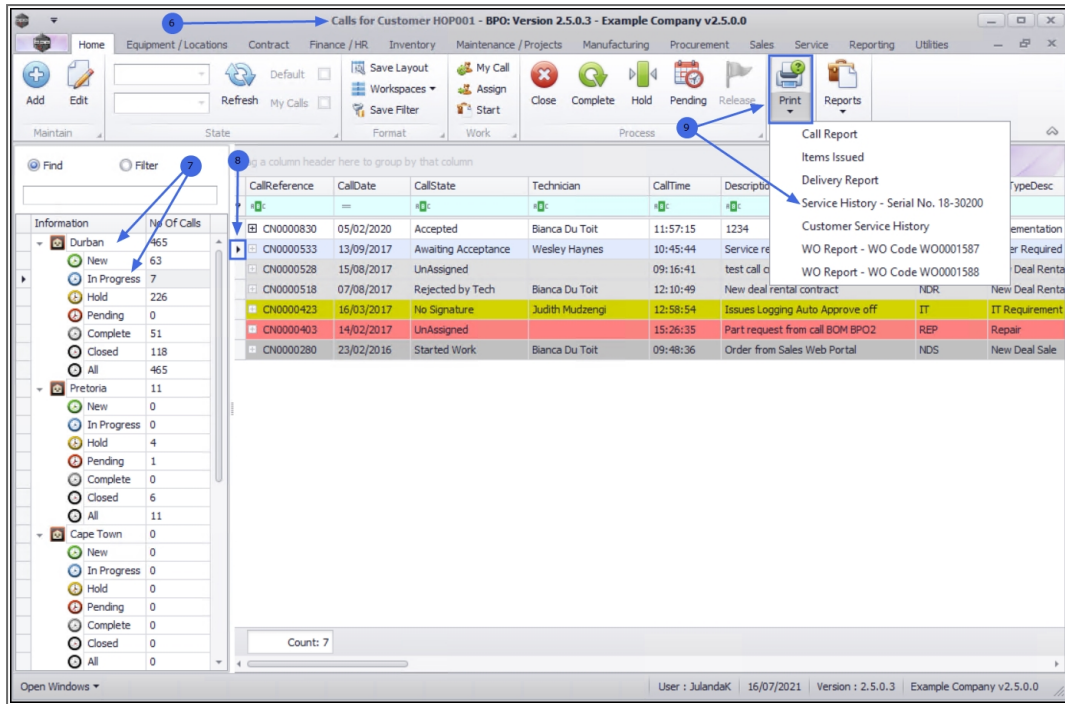 6
Calls for Customer HOP001 - BPO: Version 2.5.0.3 - Example Company v2.5.0.0
Home Equipment / Locations Contract Finance / HR Inventory Maintenance / Projects Manufacturing Procurement Sales Service Reporting Utilities
Add Edit Refresh Default My Calls Save Layout Workspaces Save Filter My Call Assign Start Close Complete Hold Pending Release Print Reports
Maintain State Format Work Process
9
Call Report
Items Issued
Delivery Report
Service History - Serial No. 18-30200
Customer Service History
WO Report - WO Code WO0001587
WO Report - WO Code WO0001588
Find Filter
7
8
g a column header here to group by that column
Information No Of Calls
Durban 465
New 63
In Progress 7
Hold 226
Pending 0
Complete 51
Closed 118
All 465
Pretoria 11
New 0
In Progress 0
Hold 4
Pending 1
Complete 0
Closed 6
All 11
Cape Town 0
New 0
In Progress 0
Hold 0
Pending 0
Complete 0
Closed 0
All 0
CallReference CallDate CallState Technician CallTime Descriptio TypeDesc
CN0000830 05/02/2020 Accepted Bianca Du Toit 11:57:15 1234 ementation
CN0000533 13/09/2017 Awaiting Acceptance Wesley Haynes 10:45:44 Service re er Required
CN0000528 15/08/2017 UnAssigned 09:16:41 test call c Deal Renta
CN0000518 07/08/2017 Rejected by Tech Bianca Du Toit 12:10:49 New deal rental contract NDR New Deal Renta
CN0000423 16/03/2017 No Signature Judith Mudzengi 12:58:54 Issues Logging Auto Approve off IT IT Requirement
CN0000403 14/02/2017 UnAssigned 15:26:35 Part request from call BOM BPO2 REP Repair
CN0000280 23/02/2016 Started Work Bianca Du Toit 09:48:36 Order from Sales Web Portal NDS New Deal Sale
Count: 7
Open Windows User : JulandaK 16/07/2021 Version : 2.5.0.3 Example Company v2.5.0.0